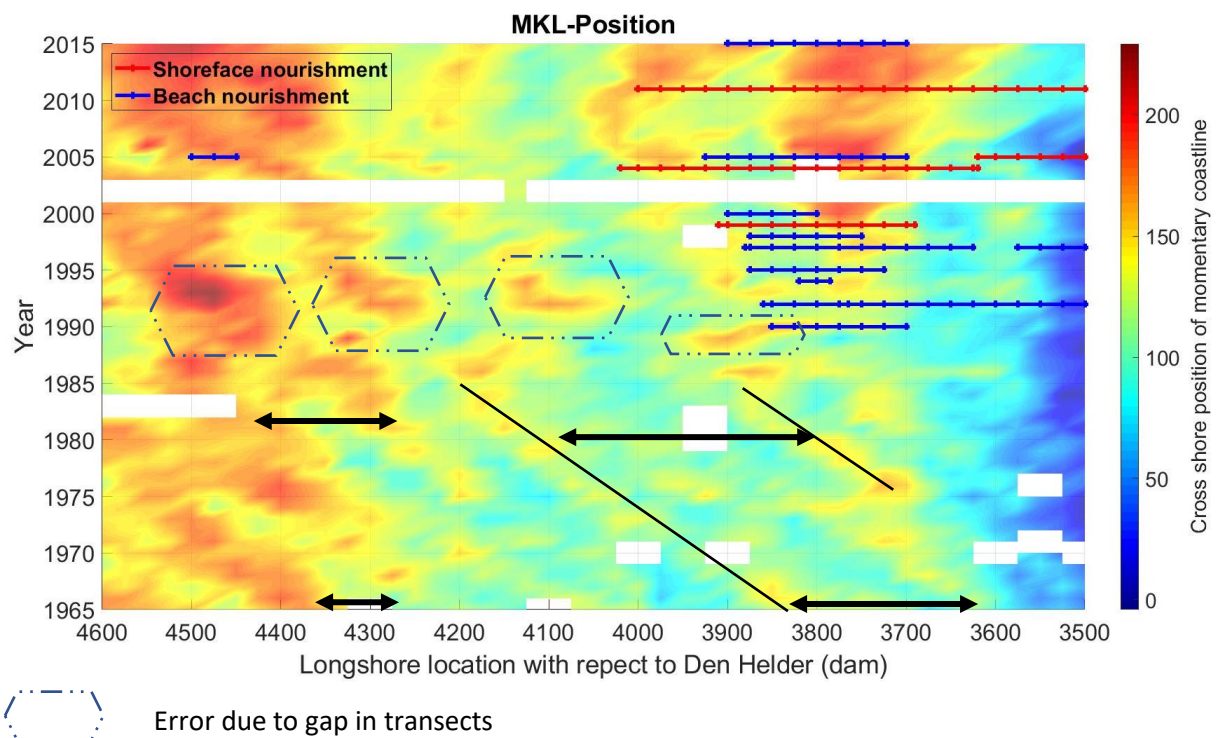 MKL-Position
Shoreface nourishment
Beach nourishment
2015
2010
2005
2000
1995
1990
1985
1980
1975
1970
1965
Year
4600 4500 4400 4300 4200 4100 4000 3900 3800 3700 3600 3500
Longshore location with repect to Den Helder (dam)
200
150
100
50
0
Cross shore position of momentary coastline
Error due to gap in transects